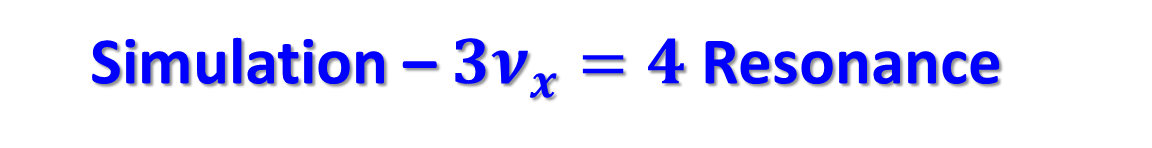 Simulation – 3νₓ = 4 Resonance